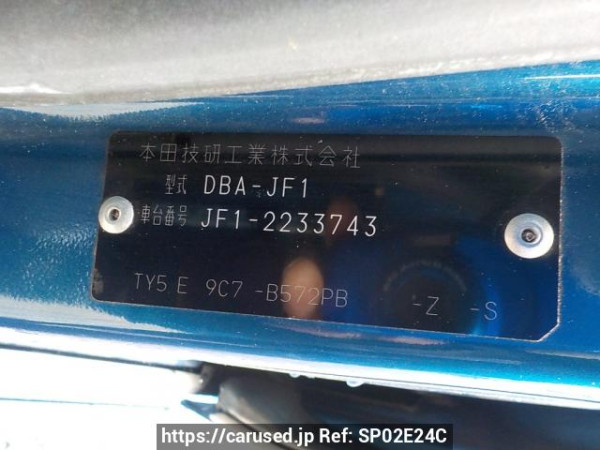 本田技研工業株式会社
型式 DBA-JF1
車台番号 JF1-2233743
TY5 E 9C7 -B572PB -Z -S
https://carused.jp Ref: SP02E24C